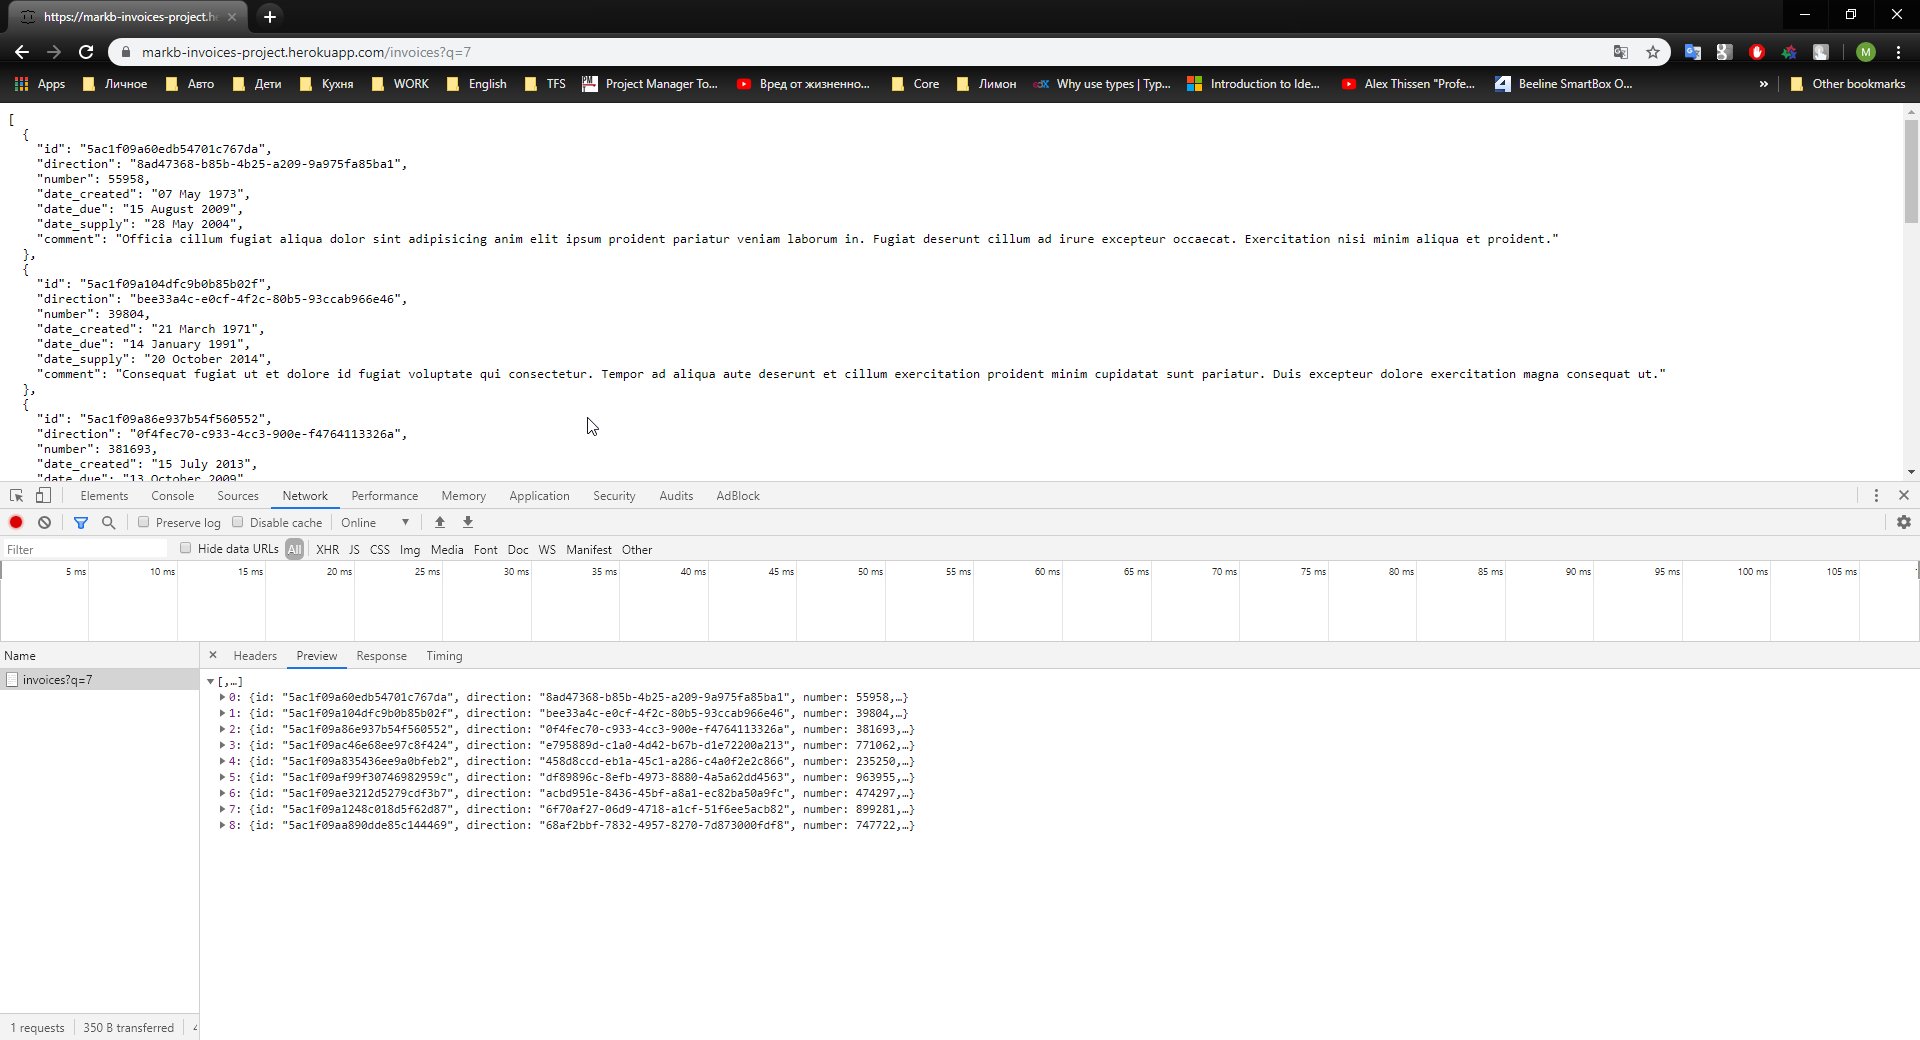 https://markb-invoices-project.he
markb-invoices-project.herokuapp.com/invoices?q=7
M
Apps Личное Авто Дети Кухня WORK English TFS Project Manager To... Вред от жизненно... Core Лимон Why use types | Typ... Introduction to Ide... Alex Thissen "Profe... Beeline SmartBox O... » Other bookmarks
[
{
"id": "5ac1f09a60edb54701c767da",
"direction": "8ad47368-b85b-4b25-a209-9a975fa85ba1",
"number": 55958,
"date_created": "07 May 1973",
"date_due": "15 August 2009",
"date_supply": "28 May 2004",
"comment": "Officia cillum fugiat aliqua dolor sint adipisicing anim elit ipsum proident pariatur veniam laborum in. Fugiat deserunt cillum ad irure excepteur occaecat. Exercitation nisi minim aliqua et proident."
},
{
"id": "5ac1f09a104dfc9b0b85b02f",
"direction": "bee33a4c-e0cf-4f2c-80b5-93ccab966e46",
"number": 39804,
"date_created": "21 March 1971",
"date_due": "14 January 1991",
"date_supply": "20 October 2014",
"comment": "Consequat fugiat ut et dolore id fugiat voluptate qui consectetur. Tempor ad aliqua aute deserunt et cillum exercitation proident minim cupidatat sunt pariatur. Duis excepteur dolore exercitation magna consequat ut."
},
{
"id": "5ac1f09a86e937b54f560552",
"direction": "0f4fec70-c933-4cc3-900e-f4764113326a",
"number": 381693,
"date_created": "15 July 2013",
"date_due": "13 October 2009"
Elements Console Sources Network Performance Memory Application Security Audits AdBlock
Preserve log Disable cache Online
Filter Hide data URLs All XHR JS CSS Img Media Font Doc WS Manifest Other
5 ms 10 ms 15 ms 20 ms 25 ms 30 ms 35 ms 40 ms 45 ms 50 ms 55 ms 60 ms 65 ms 70 ms 75 ms 80 ms 85 ms 90 ms 95 ms 100 ms 105 ms
Name Headers Preview Response Timing
invoices?q=7
[,…]
0: {id: "5ac1f09a60edb54701c767da", direction: "8ad47368-b85b-4b25-a209-9a975fa85ba1", number: 55958,…}
1: {id: "5ac1f09a104dfc9b0b85b02f", direction: "bee33a4c-e0cf-4f2c-80b5-93ccab966e46", number: 39804,…}
2: {id: "5ac1f09a86e937b54f560552", direction: "0f4fec70-c933-4cc3-900e-f4764113326a", number: 381693,…}
3: {id: "5ac1f09ac46e68ee97c8f424", direction: "e795889d-c1a0-4d42-b67b-d1e72200a213", number: 771062,…}
4: {id: "5ac1f09a835436ee9a0bfeb2", direction: "458d8ccd-eb1a-45c1-a286-c4a0f2e2c866", number: 235250,…}
5: {id: "5ac1f09af99f30746982959c", direction: "df89896c-8efb-4973-8880-4a5a62dd4563", number: 963955,…}
6: {id: "5ac1f09ae3212d5279cdf3b7", direction: "acbd951e-8436-45bf-a8a1-ec82ba50a9fc", number: 474297,…}
7: {id: "5ac1f09a1248c018d5f62d87", direction: "6f70af27-06d9-4718-a1cf-51f6ee5acb82", number: 899281,…}
8: {id: "5ac1f09aa890dde85c144469", direction: "68af2bbf-7832-4957-8270-7d873000fdf8", number: 747722,…}
1 requests 350 B transferred